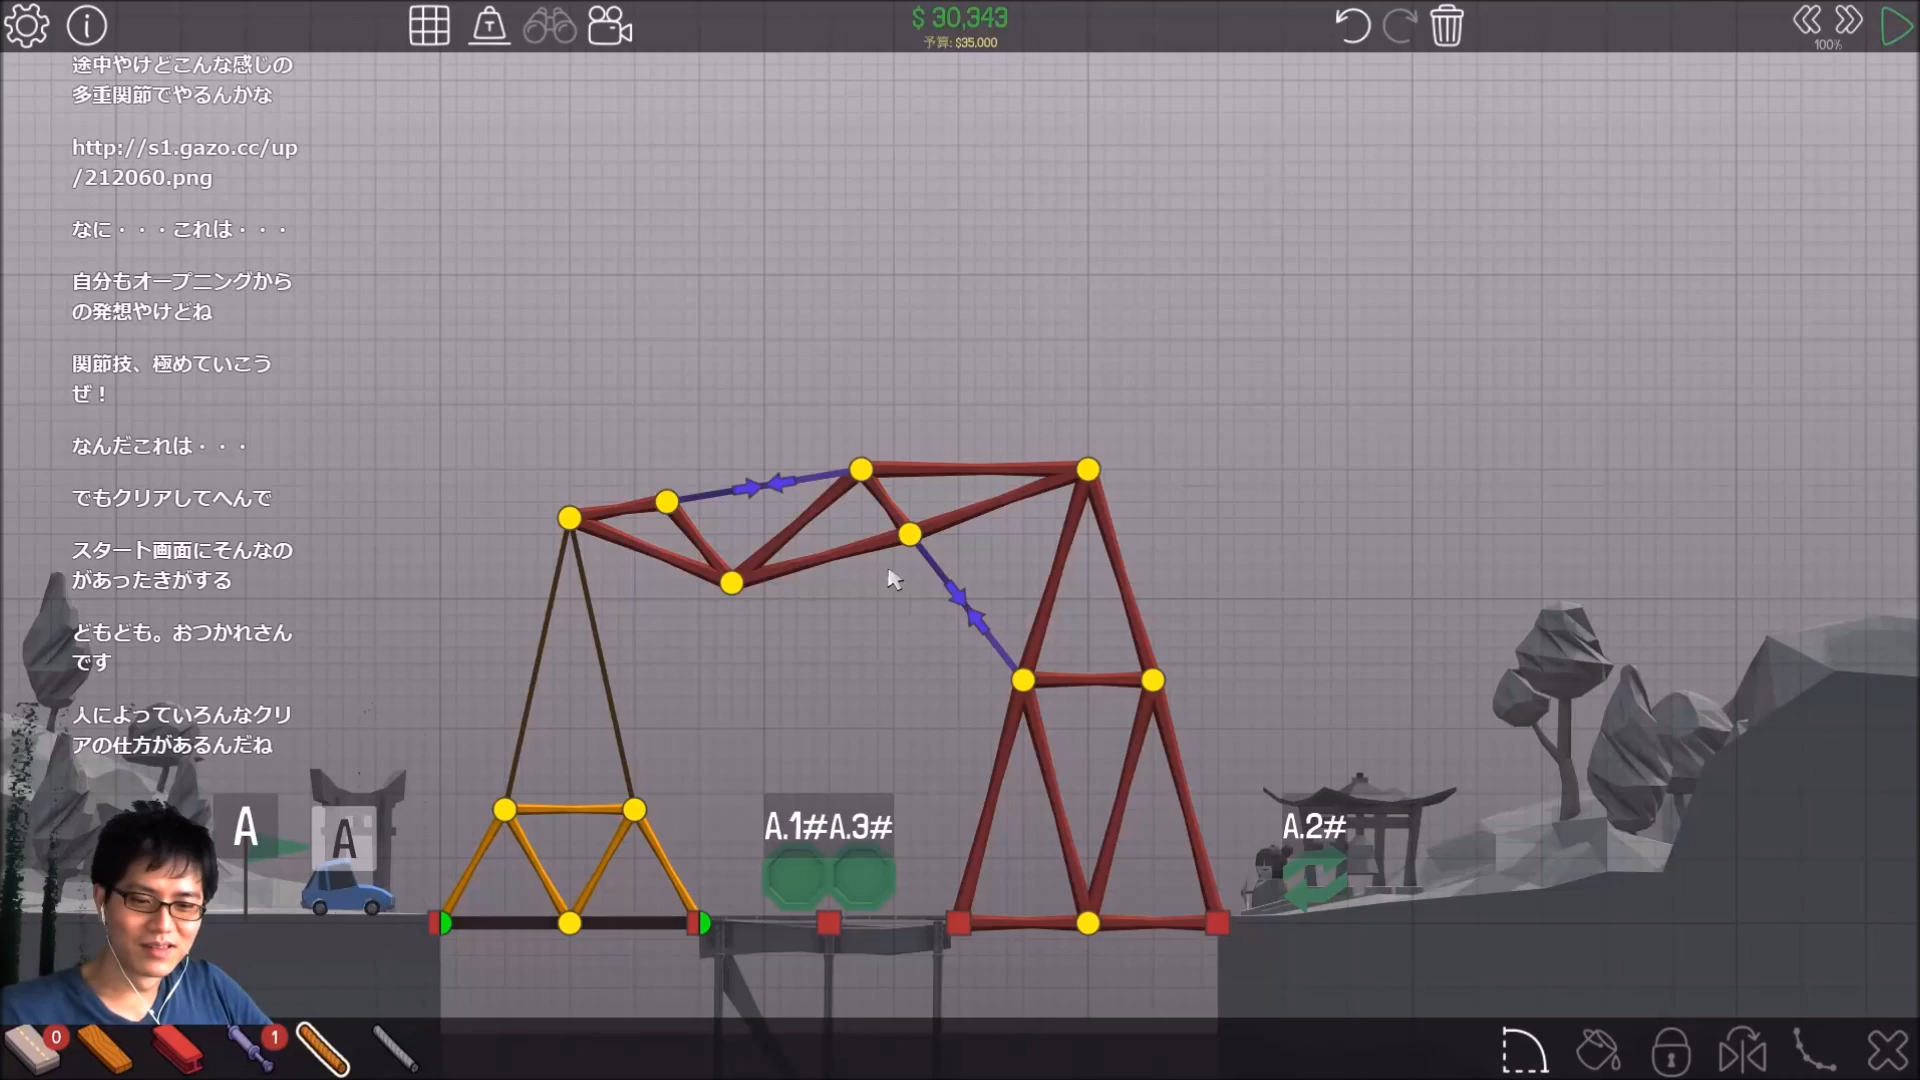 $ 30,343
予算: $35,000
100%
途中やけどこんな感じの
多重関節でやるんかな
http://s1.gazo.cc/up
/212060.png
なに・・・これは・・・
自分もオープニングから
の発想やけどね
関節技、極めていこう
ぜ！
なんだこれは・・・
でもクリアしてへんで
スタート画面にそんなの
があったきがする
どもども。おつかれさん
です
人によっていろんなクリ
アの仕方があるんだね
A
A
A.1#A.3#
A.2#
0
1